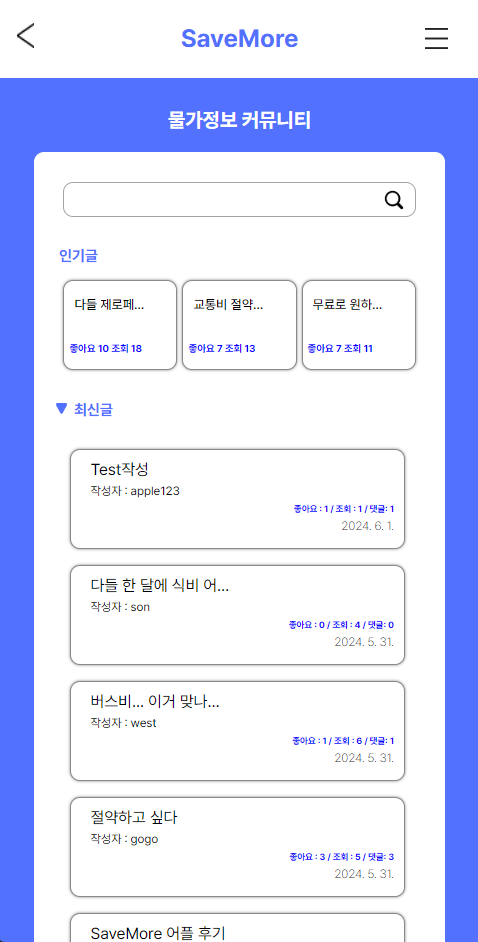 SaveMore
물가정보 커뮤니티
인기글
다들 제로페...
교통비 절약...
무료로 원하...
좋아요 10 조회 18
좋아요 7 조회 13
좋아요 7 조회 11
▼ 최신글
Test작성
작성자 : apple123
좋아요 : 1 / 조회 : 1 / 댓글: 1
2024. 6. 1.
다들 한 달에 식비 어...
작성자 : son
좋아요 : 0 / 조회 : 4 / 댓글: 0
2024. 5. 31.
버스비... 이거 맞나...
작성자 : west
좋아요 : 1 / 조회 : 6 / 댓글: 1
2024. 5. 31.
절약하고 싶다
작성자 : gogo
좋아요 : 3 / 조회 : 5 / 댓글: 3
2024. 5. 31.
SaveMore 어플 후기